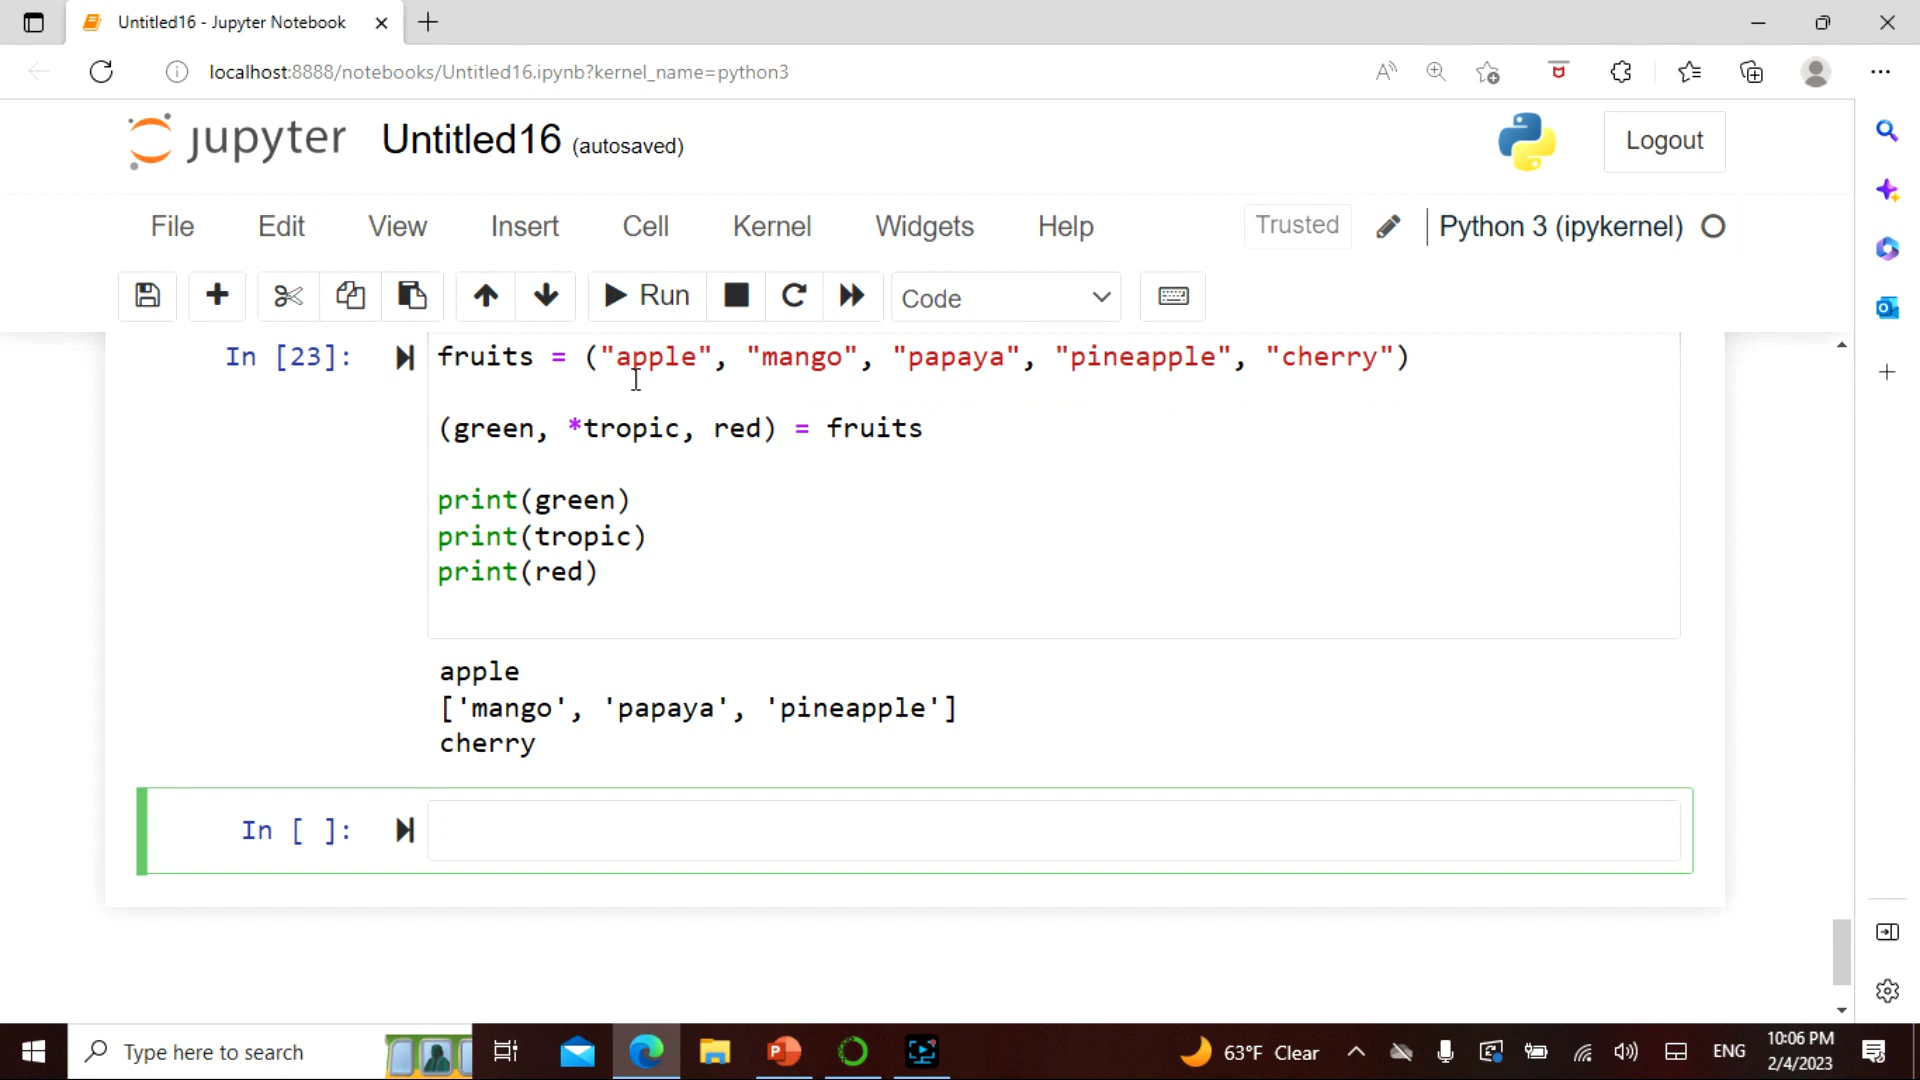 Untitled16 - Jupyter Notebook
localhost:8888/notebooks/Untitled16.ipynb?kernel_name=python3
jupyter Untitled16 (autosaved)
Logout
File Edit View Insert Cell Kernel Widgets Help Trusted Python 3 (ipykernel)
Run Code
In [23]: fruits = ("apple", "mango", "papaya", "pineapple", "cherry")
(green, *tropic, red) = fruits
print(green)
print(tropic)
print(red)
apple
['mango', 'papaya', 'pineapple']
cherry
In [ ]:
Type here to search
63°F Clear
ENG
10:06 PM
2/4/2023